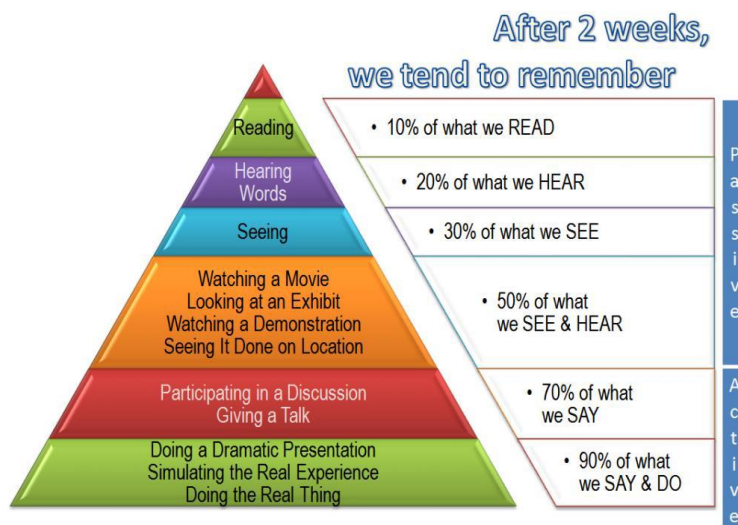 After 2 weeks,
we tend to remember
Reading
• 10% of what we READ
Hearing
Words
• 20% of what we HEAR
Seeing
• 30% of what we SEE
Watching a Movie
Looking at an Exhibit
Watching a Demonstration
Seeing It Done on Location
• 50% of what
we SEE & HEAR
Passive
Participating in a Discussion
Giving a Talk
• 70% of what
we SAY
Doing a Dramatic Presentation
Simulating the Real Experience
Doing the Real Thing
• 90% of what
we SAY & DO
Active